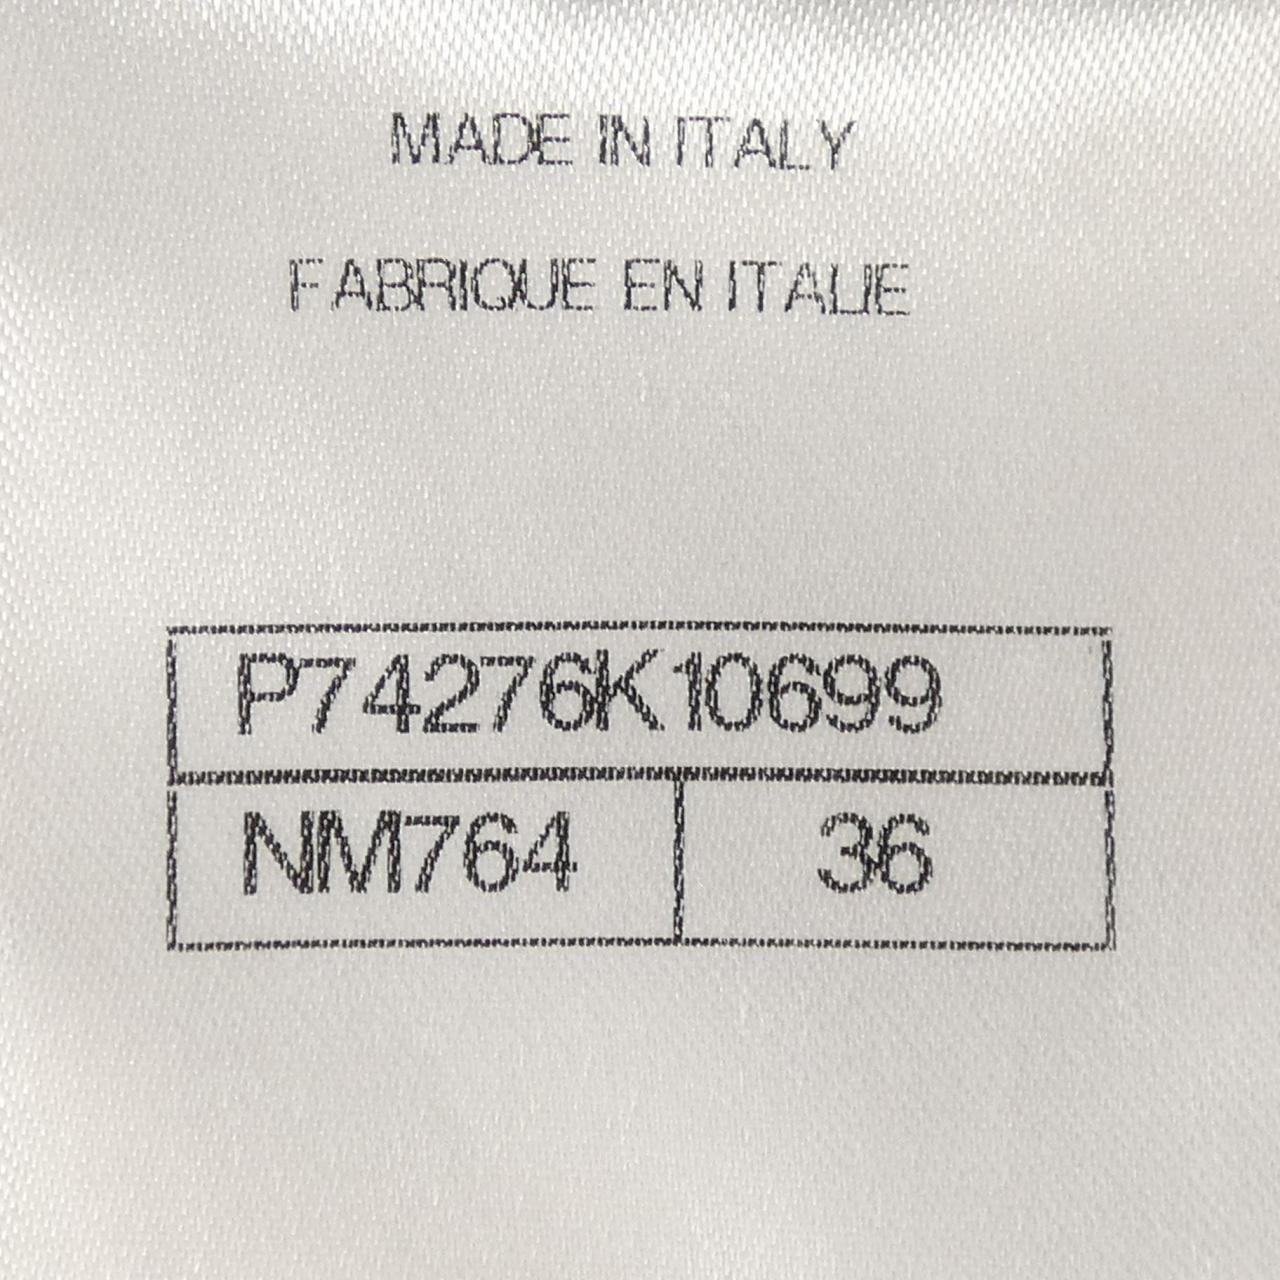 MADE IN ITALY
FABRIQUE EN ITALIE
P74276K10699
NM764 36